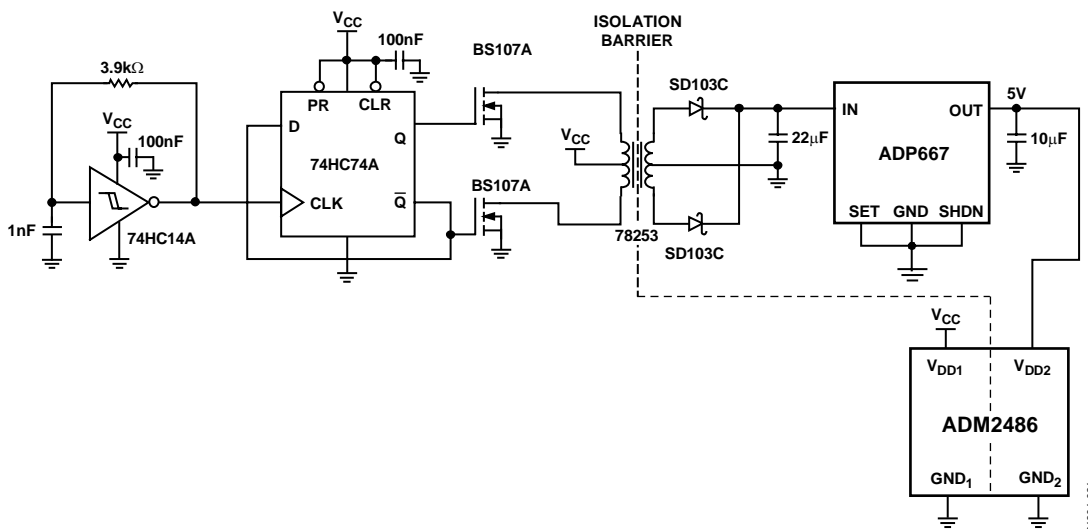 ISOLATION
BARRIER
VCC
100nF
BS107A
3.9kΩ
PR
CLR
SD103C
VCC
100nF
D
Q
74HC74A
VCC
22µF
IN
OUT
5V
10µF
ADP667
BS107A
CLK
Q
1nF
74HC14A
78253
SD103C
SET
GND
SHDN
VCC
VDD1
VDD2
ADM2486
GND1
GND2